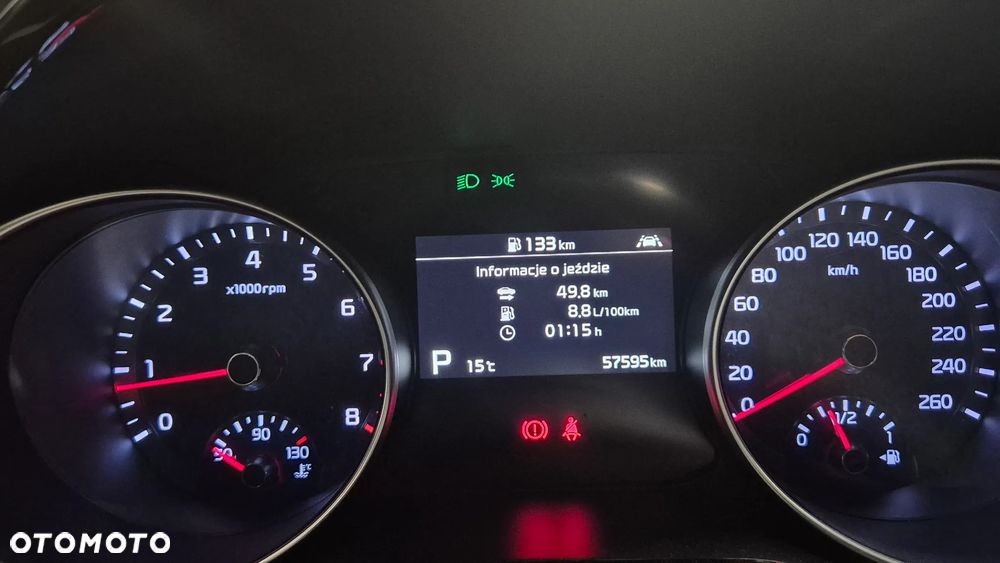 133 km
Informacje o jeździe
49.8 km
8.8 L/100km
01:15 h
P 15℃ 57595 km
0 1 2 3 4 5 6 7 8
x1000rpm
50 90 130
℃
0 20 40 60 80 100 120 140 160 180 200 220 240 260
km/h
0 1/2 1
OTOMOTO